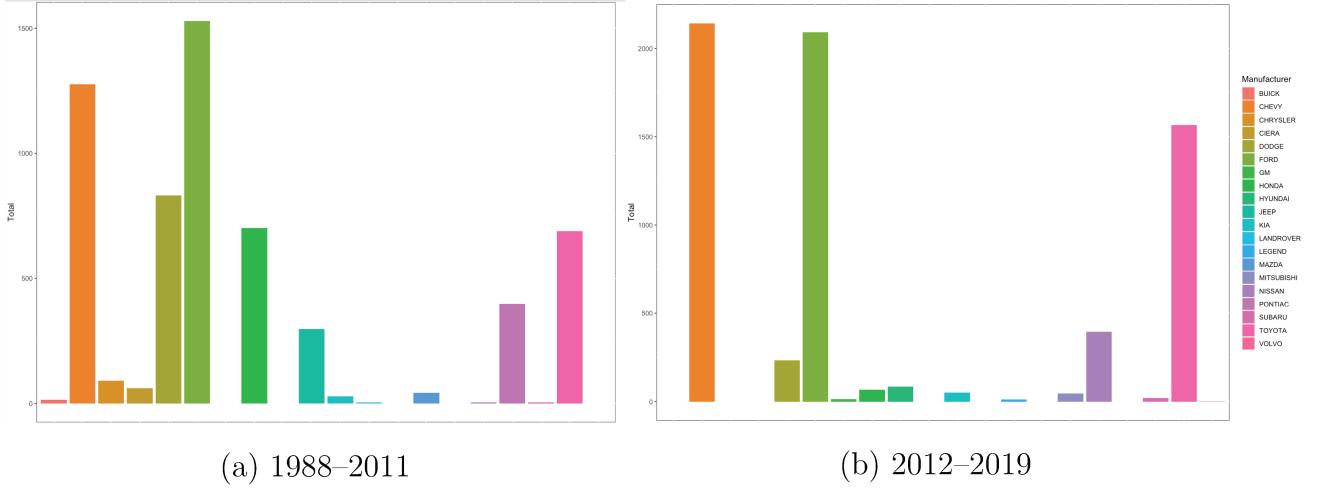 1500
1000
500
0
Total
(a) 1988–2011
2000
1500
1000
500
0
Total
(b) 2012–2019
Manufacturer
BUICK
CHEVY
CHRYSLER
CIERA
DODGE
FORD
GM
HONDA
HYUNDAI
JEEP
KIA
LANDROVER
LEGEND
MAZDA
MITSUBISHI
NISSAN
PONTIAC
SUBARU
TOYOTA
VOLVO